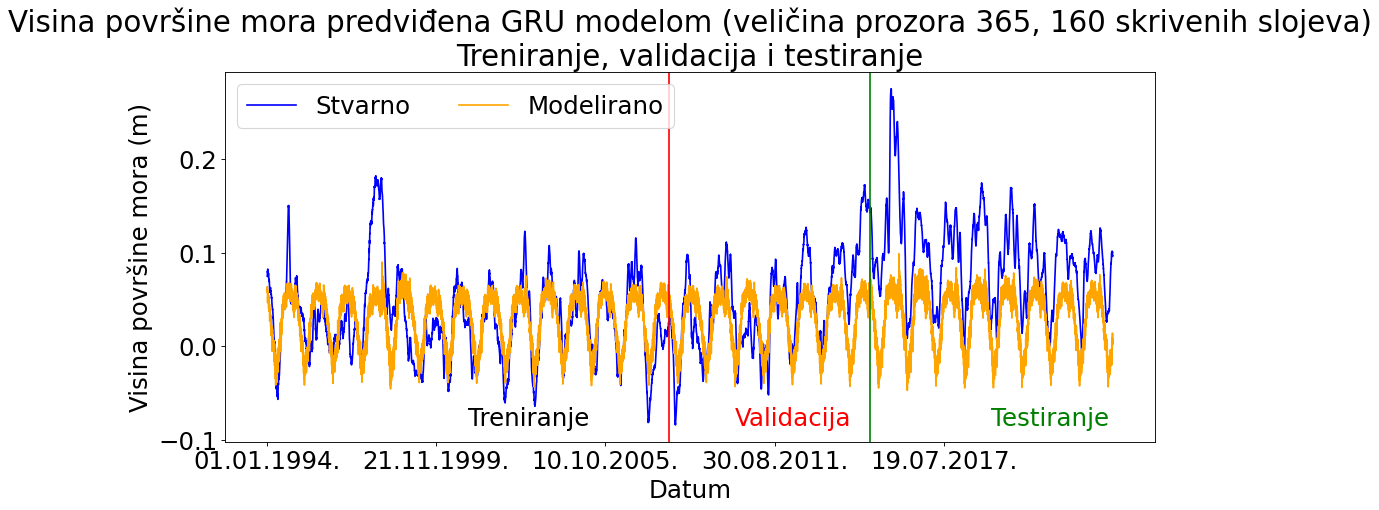 Visina površine mora predviđena GRU modelom (veličina prozora 365, 160 skrivenih slojeva)
Treniranje, validacija i testiranje
Stvarno Modelirano
Visina površine mora (m)
0.2
0.1
0.0
−0.1
Treniranje Validacija Testiranje
01.01.1994. 21.11.1999. 10.10.2005. 30.08.2011. 19.07.2017.
Datum